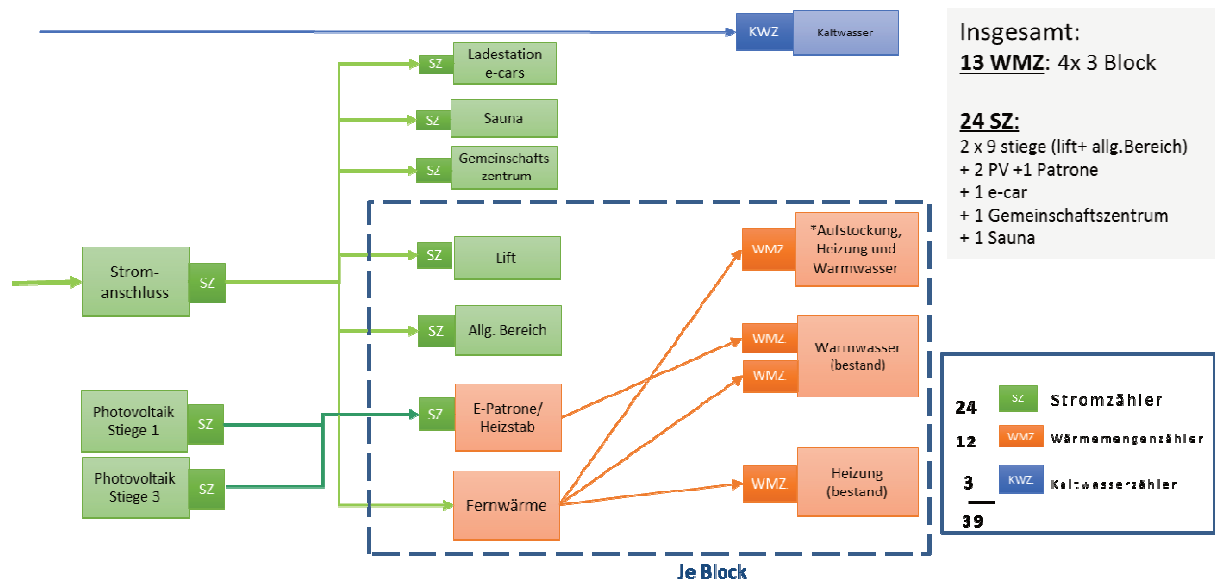 KWZ
Kaltwasser
SZ
Ladestation
e-cars
SZ
Sauna
SZ
Gemeinschafts
zentrum
Insgesamt:
13 WMZ: 4x 3 Block
24 SZ:
2 x 9 stiege (lift+ allg.Bereich)
+ 2 PV +1 Patrone
+ 1 e-car
+ 1 Gemeinschaftszentrum
+ 1 Sauna
Strom-
anschluss
SZ
SZ
Lift
SZ
Allg. Bereich
SZ
E-Patrone/
Heizstab
Fernwärme
Photovoltaik
Stiege 1
SZ
Photovoltaik
Stiege 3
SZ
WMZ
*Aufstockung,
Heizung und
Warmwasser
WMZ
WMZ
Warmwasser
(bestand)
WMZ
Heizung
(bestand)
Je Block
24 SZ Stromzähler
12 WMZ Wärmemengenzähler
3 KWZ Kaltwasserzähler
39